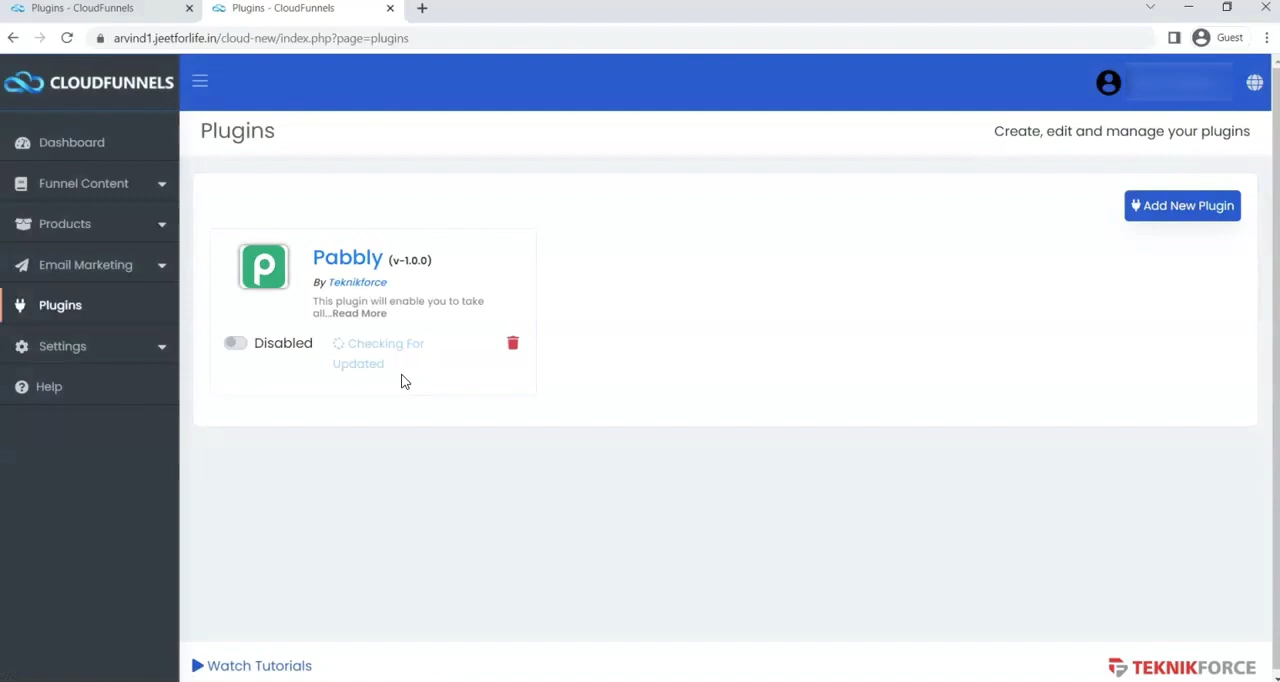 Plugins - CloudFunnels
Plugins - CloudFunnels
arvind1.jeetforlife.in/cloud-new/index.php?page=plugins
Guest
CLOUDFUNNELS
Plugins
Create, edit and manage your plugins
Dashboard
Funnel Content
Products
Email Marketing
Plugins
Settings
Help
Add New Plugin
Pabbly (v-1.0.0)
By Teknikforce
This plugin will enable you to take
all...Read More
Disabled
Checking For
Updated
Watch Tutorials
TEKNIKFORCE